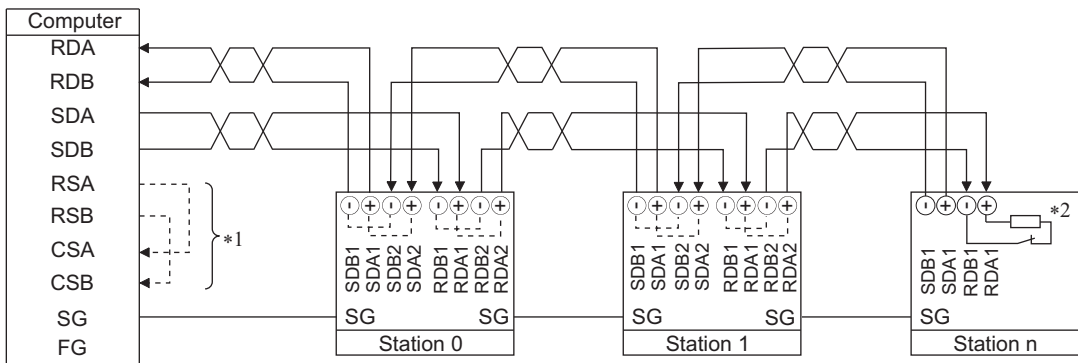 Computer
RDA
RDB
SDA
SDB
RSA
RSB
CSA
CSB
SG
FG
*1
- + - + - + - +
SDB1 SDA1 SDB2 SDA2 RDB1 RDA1 RDB2 RDA2
SG SG
Station 0
- + - + - + - +
SDB1 SDA1 SDB2 SDA2 RDB1 RDA1 RDB2 RDA2
SG SG
Station 1
- + - +
*2
SDB1 SDA1 RDB1 RDA1
SG
Station n